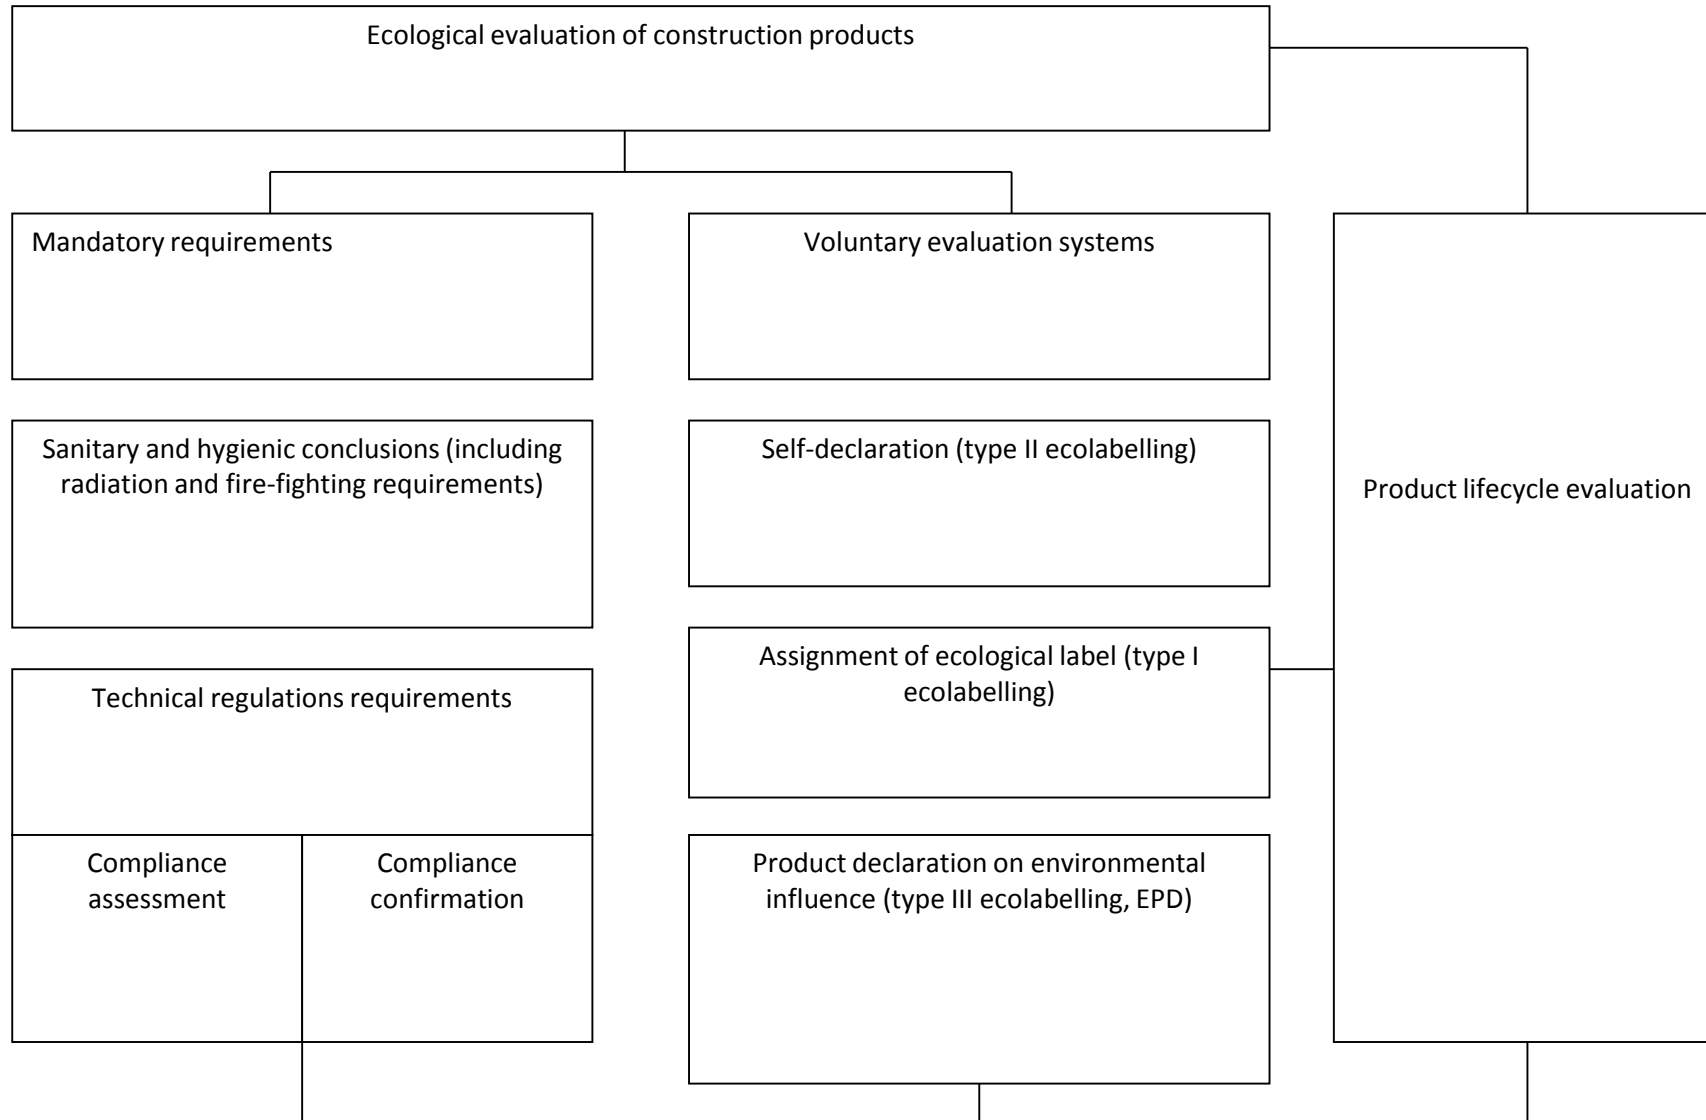 Ecological evaluation of construction products
Mandatory requirements
Voluntary evaluation systems
Sanitary and hygienic conclusions (including
radiation and fire-fighting requirements)
Self-declaration (type II ecolabelling)
Product lifecycle evaluation
Assignment of ecological label (type I
ecolabelling)
Technical regulations requirements
Compliance
assessment
Compliance
confirmation
Product declaration on environmental
influence (type III ecolabelling, EPD)